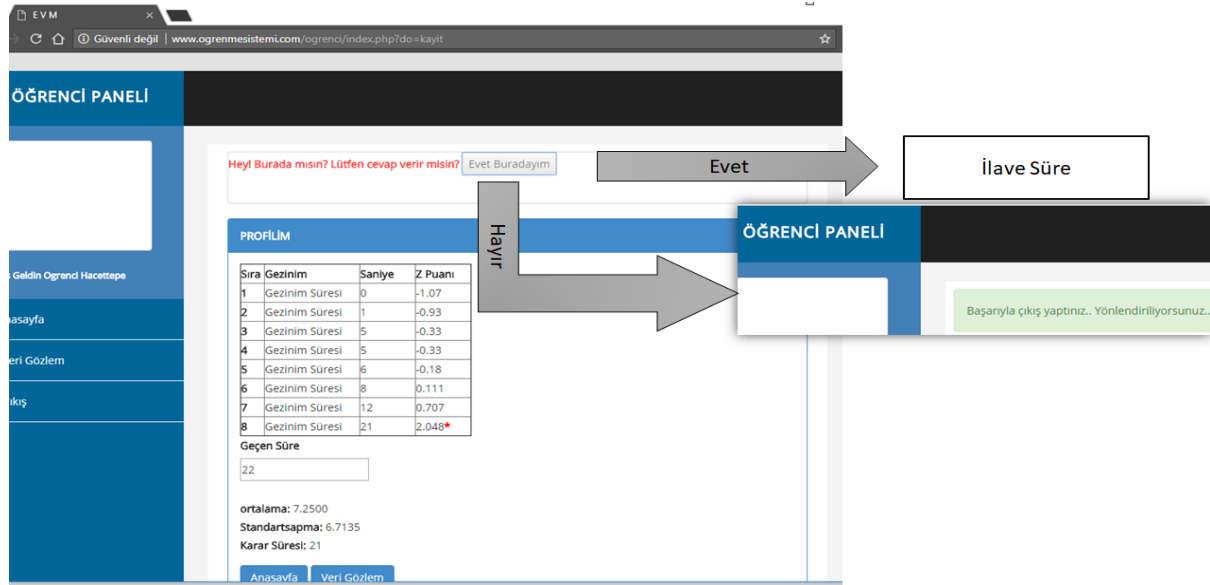 EVM
Güvenli değil | www.ogrenmesistemi.com/ogrenci/index.php?do=kayit
ÖĞRENCİ PANELİ
Hey! Burada mısın? Lütfen cevap verir misin? Evet Buradayım
Evet
İlave Süre
Hayır
PROFİLİM
ÖĞRENCİ PANELİ
Başarıyla çıkış yaptınız.. Yönlendiriliyorsunuz..
Geldin Ogrenci Hacettepe
Sıra Gezinim Saniye Z Puanı
1 Gezinim Süresi 0 -1.07
2 Gezinim Süresi 1 -0.93
3 Gezinim Süresi 5 -0.33
4 Gezinim Süresi 5 -0.33
5 Gezinim Süresi 6 -0.18
6 Gezinim Süresi 8 0.111
7 Gezinim Süresi 12 0.707
8 Gezinim Süresi 21 2.048*
nasayfa
eri Gözlem
ıkış
Geçen Süre
22
ortalama: 7.2500
Standartsapma: 6.7135
Karar Süresi: 21
Anasayfa Veri Gözlem